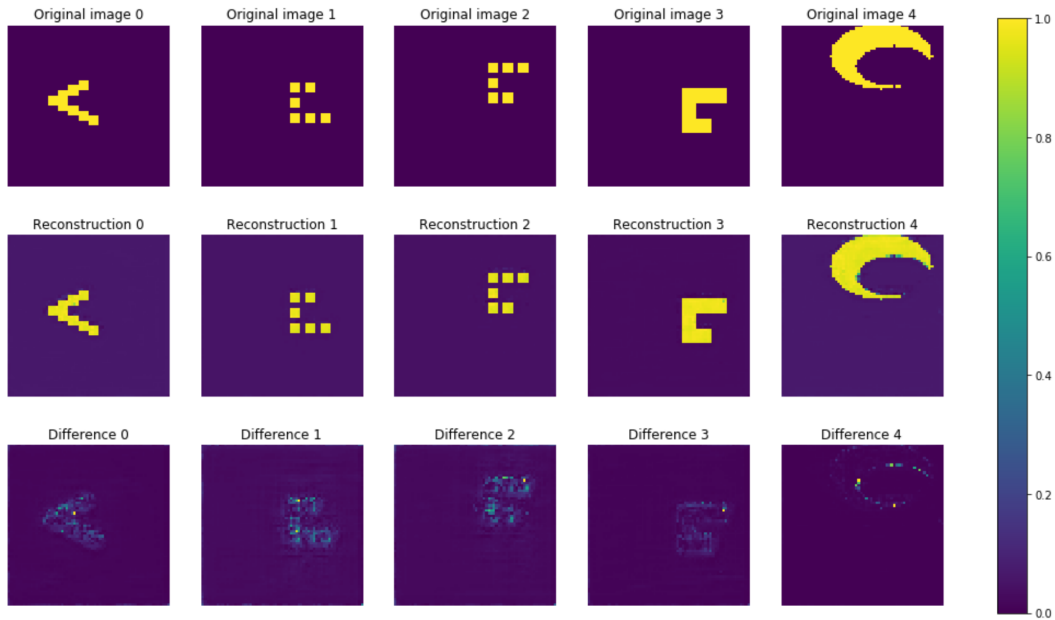 Original image 0
Original image 1
Original image 2
Original image 3
Original image 4
1.0
0.8
Reconstruction 0
Reconstruction 1
Reconstruction 2
Reconstruction 3
Reconstruction 4
0.6
0.4
Difference 0
Difference 1
Difference 2
Difference 3
Difference 4
0.2
0.0